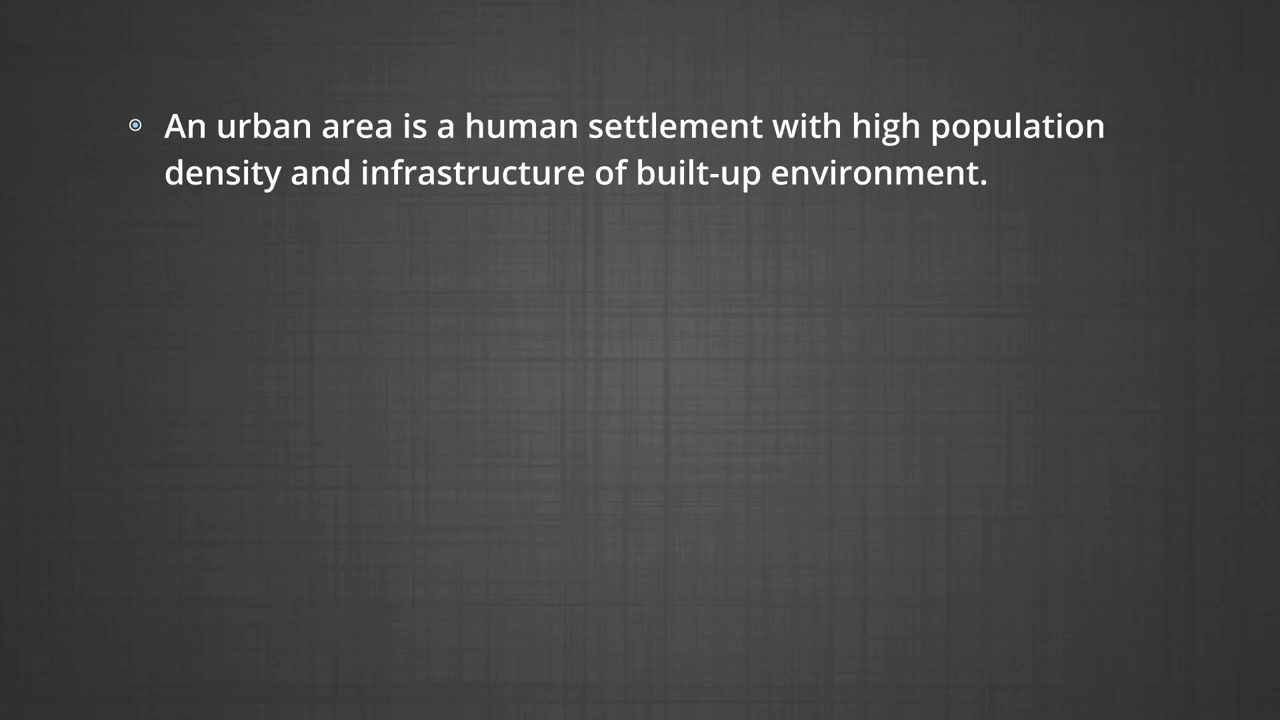 An urban area is a human settlement with high population
density and infrastructure of built-up environment.